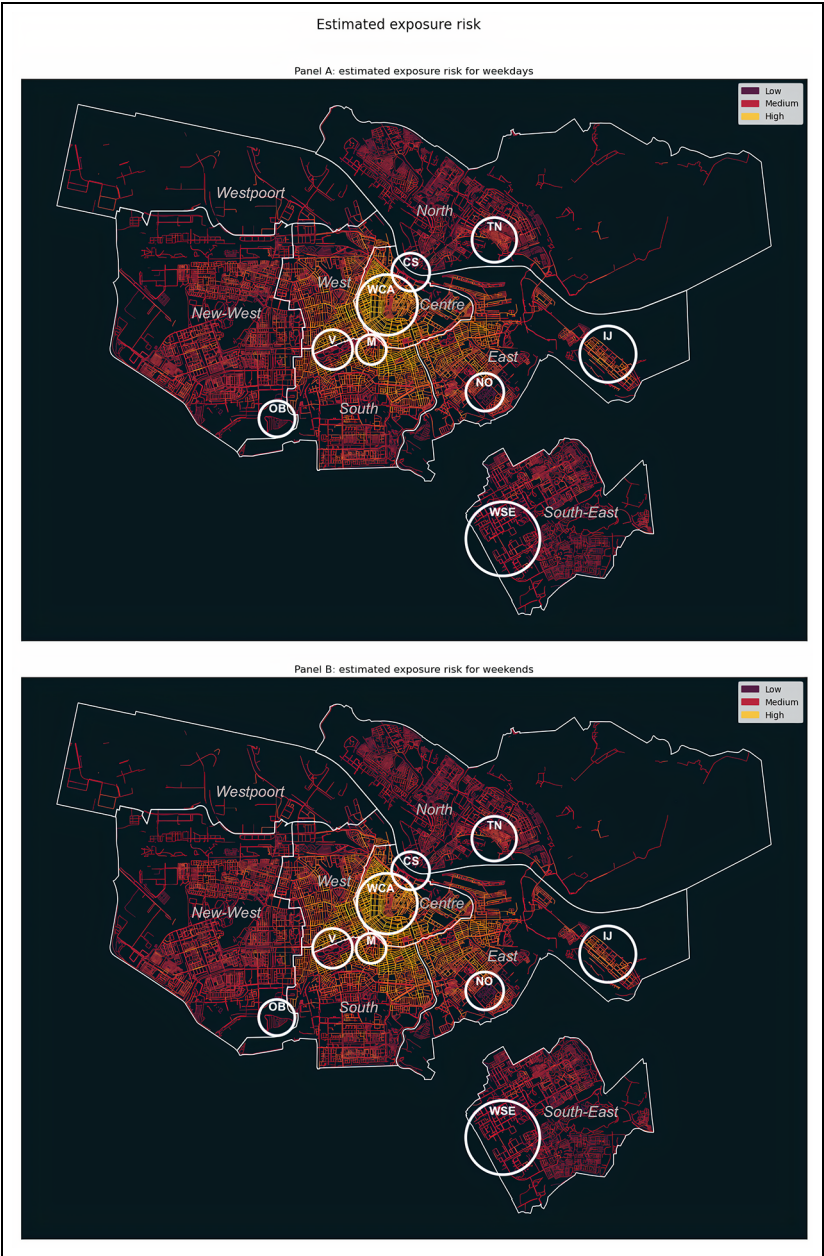 Estimated exposure risk
Panel A: estimated exposure risk for weekdays
Low
Medium
High
Westpoort
North
TN
CS
West
WCA
Centre
New-West
V
M
IJ
East
NO
OB
South
WSE
South-East
Panel B: estimated exposure risk for weekends
Low
Medium
High
Westpoort
North
TN
CS
West
WCA
Centre
New-West
V
M
IJ
East
NO
OB
South
WSE
South-East